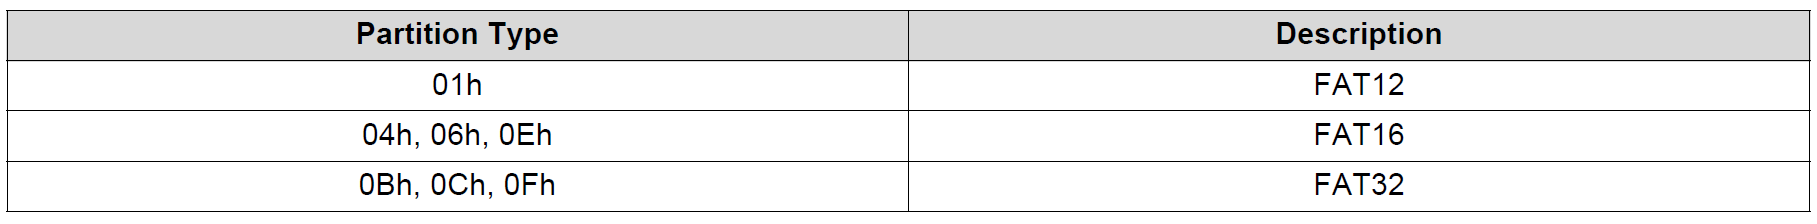 Partition Type Description
01h FAT12
04h, 06h, 0Eh FAT16
0Bh, 0Ch, 0Fh FAT32